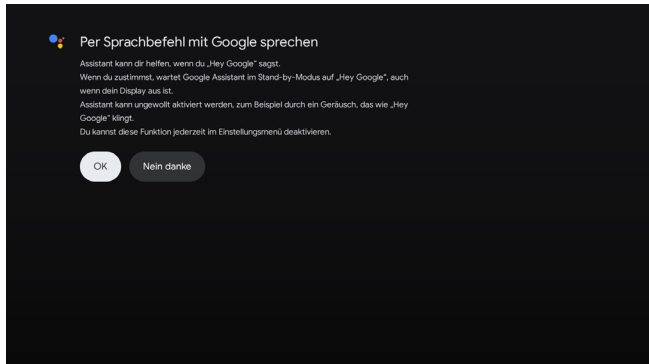 Per Sprachbefehl mit Google sprechen
Assistant kann dir helfen, wenn du „Hey Google“ sagst.
Wenn du zustimmst, wartet Google Assistant im Stand-by-Modus auf „Hey Google“, auch
wenn dein Display aus ist.
Assistant kann ungewollt aktiviert werden, zum Beispiel durch ein Geräusch, das wie „Hey
Google“ klingt.
Du kannst diese Funktion jederzeit im Einstellungsmenü deaktivieren.
OK
Nein danke